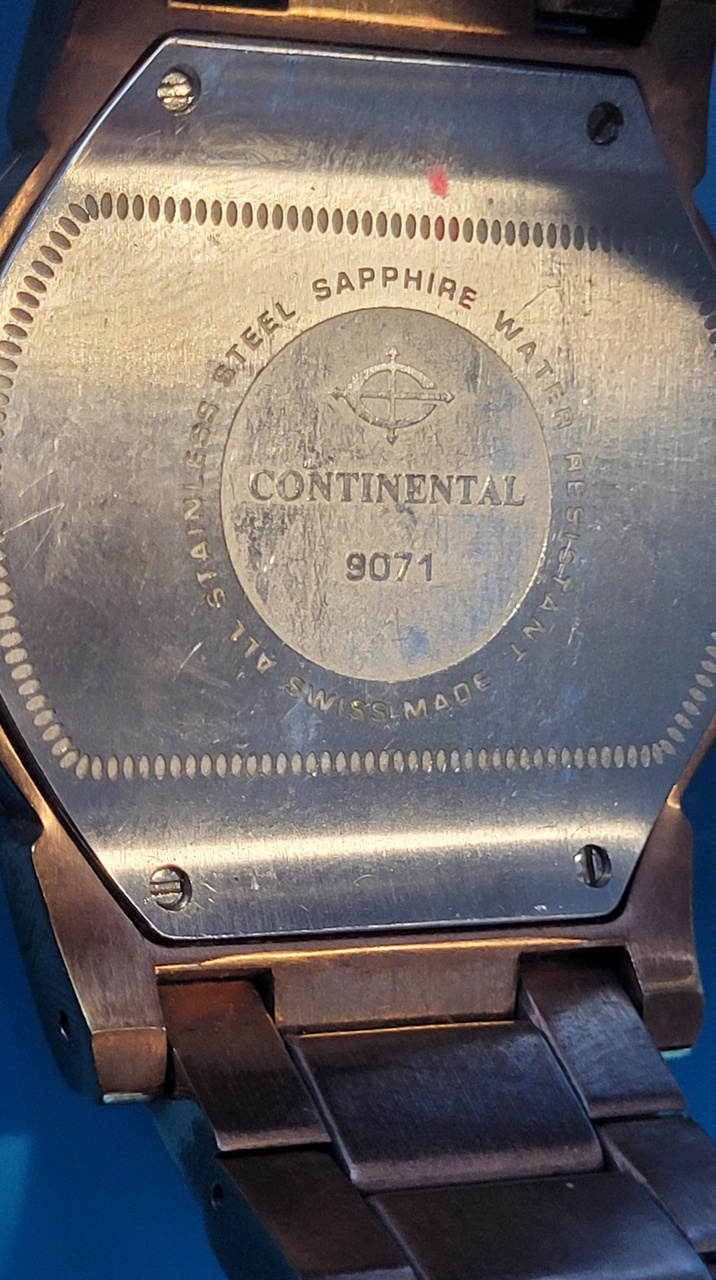 ALL STAINLESS STEEL SAPPHIRE WATER RESISTANT
CONTINENTAL
9071
SWISS MADE